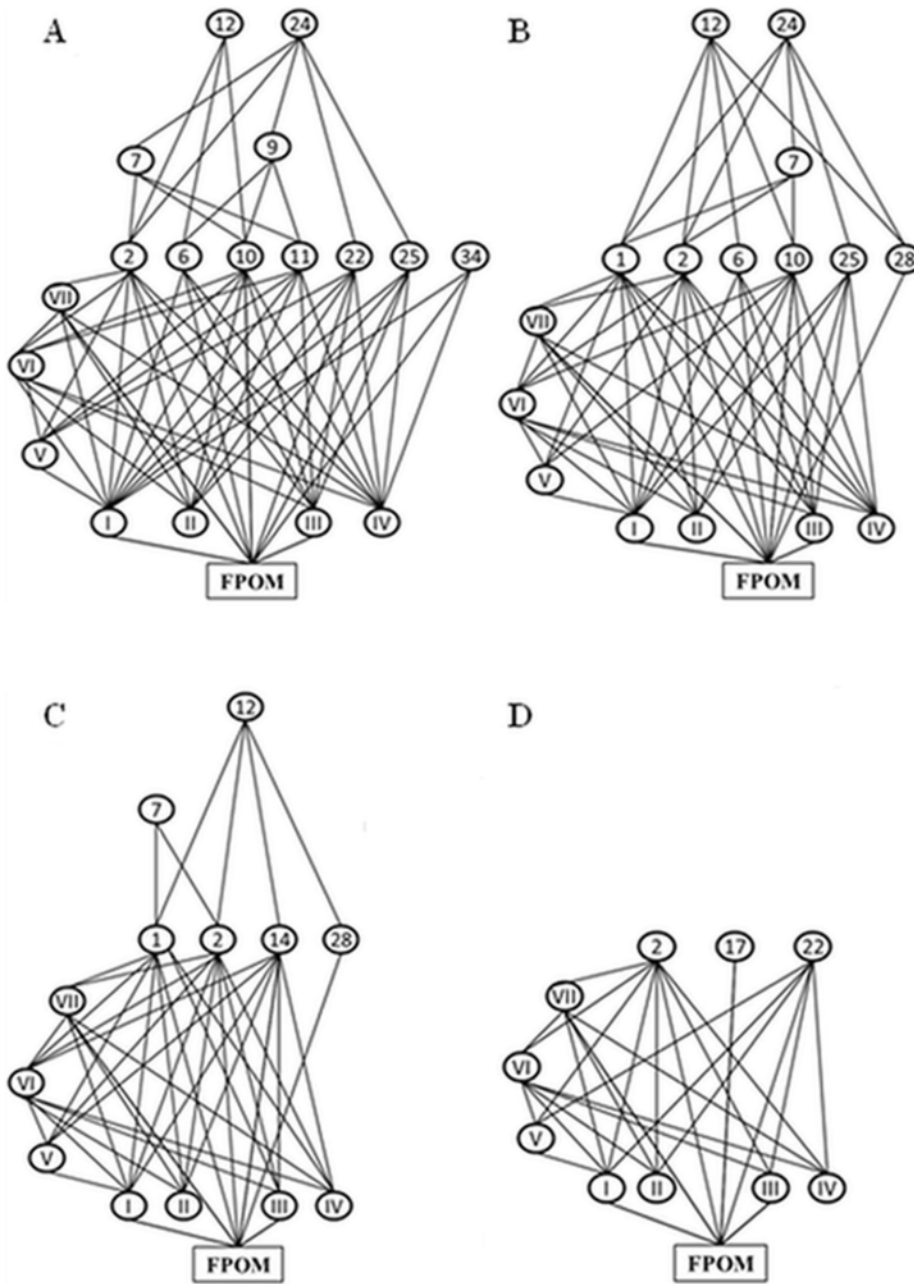 A 12 24 B 12 24
7 9 7
2 6 10 11 22 25 34 1 2 6 10 25 28
VII VII
VI VI
V V
I II III IV I II III IV
FPOM FPOM
C 12 D
7
1 2 14 28 2 17 22
VII VII
VI VI
V V
I II III IV I II III IV
FPOM FPOM